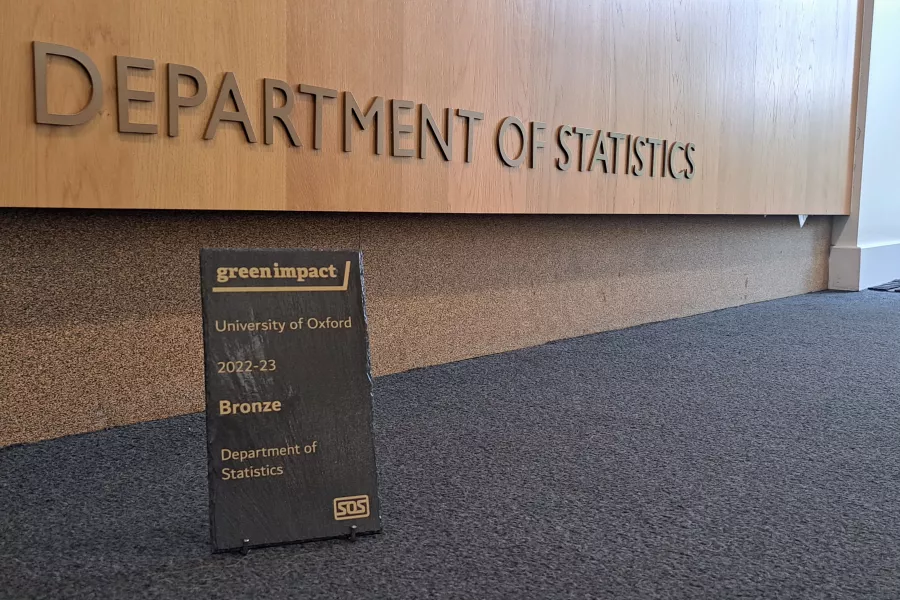 DEPARTMENT OF STATISTICS
greenimpact
University of Oxford
2022-23
Bronze
Department of
Statistics
SOS